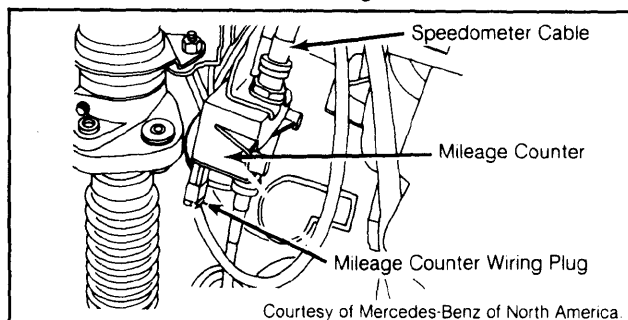 Speedometer Cable
Mileage Counter
Mileage Counter Wiring Plug
Courtesy of Mercedes-Benz of North America.